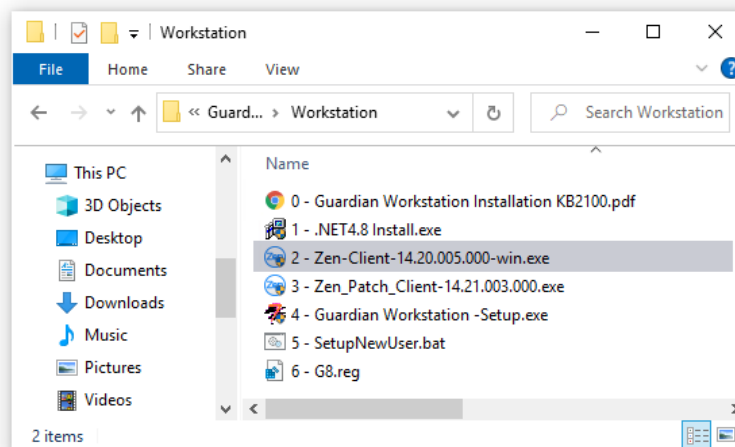 Workstation
File Home Share View
« Guard... › Workstation
Search Workstation
This PC
3D Objects
Desktop
Documents
Downloads
Music
Pictures
Videos
Name
0 - Guardian Workstation Installation KB2100.pdf
1 - .NET4.8 Install.exe
2 - Zen-Client-14.20.005.000-win.exe
3 - Zen_Patch_Client-14.21.003.000.exe
4 - Guardian Workstation -Setup.exe
5 - SetupNewUser.bat
6 - G8.reg
2 items